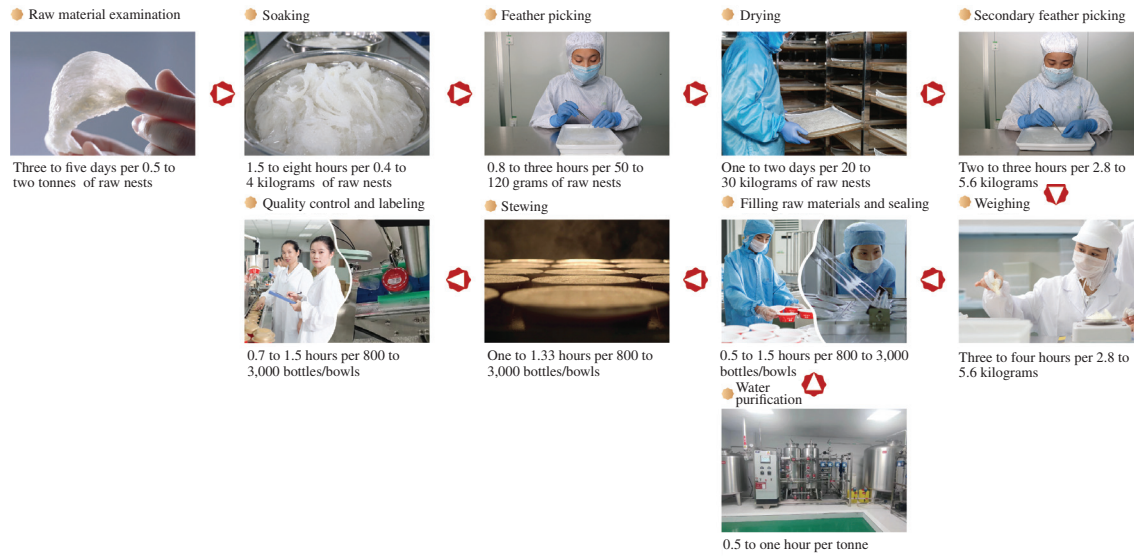 Raw material examination
Three to five days per 0.5 to
two tonnes of raw nests
Soaking
1.5 to eight hours per 0.4 to
4 kilograms of raw nests
Feather picking
0.8 to three hours per 50 to
120 grams of raw nests
Drying
One to two days per 20 to
30 kilograms of raw nests
Secondary feather picking
Two to three hours per 2.8 to
5.6 kilograms
Weighing
Three to four hours per 2.8 to
5.6 kilograms
Filling raw materials and sealing
0.5 to 1.5 hours per 800 to 3,000
bottles/bowls
Water
purification
0.5 to one hour per tonne
Stewing
One to 1.33 hours per 800 to
3,000 bottles/bowls
Quality control and labeling
0.7 to 1.5 hours per 800 to
3,000 bottles/bowls